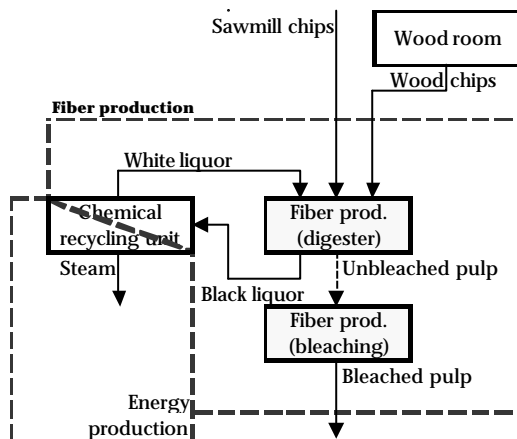 Sawmill chips
Wood room
Wood chips
Fiber production
White liquor
Chemical
recycling unit
Fiber prod.
(digester)
Steam
Unbleached pulp
Black liquor
Fiber prod.
(bleaching)
Bleached pulp
Energy
production